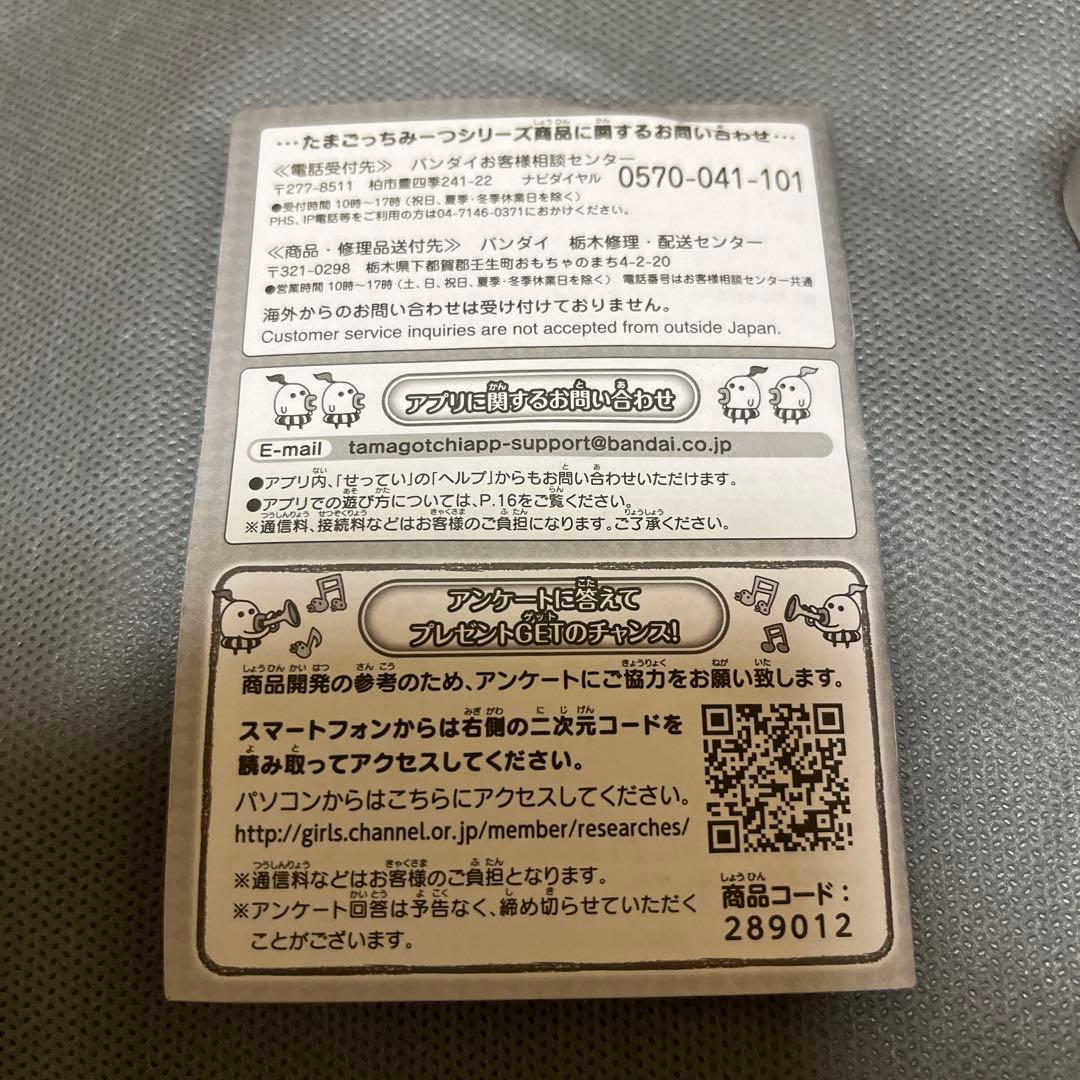 …たまごっちみーつシリーズ商品に関するお問い合わせ…
≪電話受付先≫ バンダイお客様相談センター
〒277-8511 柏市豊四季241-22 ナビダイヤル 0570-041-101
●受付時間 10時～17時（祝日、夏季・冬季休業日を除く）
PHS、IP電話等をご利用の方は04-7146-0371におかけください。
≪商品・修理品送付先≫ バンダイ 栃木修理・配送センター
〒321-0298 栃木県下都賀郡壬生町おもちゃのまち4-2-20
●営業時間 10時～17時（土、日、祝日、夏季・冬季休業日を除く） 電話番号はお客様相談センター共通
海外からのお問い合わせは受け付けておりません。
Customer service inquiries are not accepted from outside Japan.
アプリに関するお問い合わせ
E-mail tamagotchiapp-support@bandai.co.jp
●アプリ内、「せってい」の「ヘルプ」からもお問い合わせいただけます。
●アプリでの遊び方については、P.16をご覧ください。
※通信料、接続料などはお客様のご負担になります。ご了承ください。
アンケートに答えて
プレゼントGETのチャンス!
商品開発の参考のため、アンケートにご協力をお願い致します。
スマートフォンからは右側の二次元コードを
読み取ってアクセスしてください。
パソコンからはこちらにアクセスしてください。
http://girls.channel.or.jp/member/researches/
※通信料などはお客様のご負担となります。
※アンケート回答は予告なく、締め切らせていただく
ことがございます。
商品コード：
289012